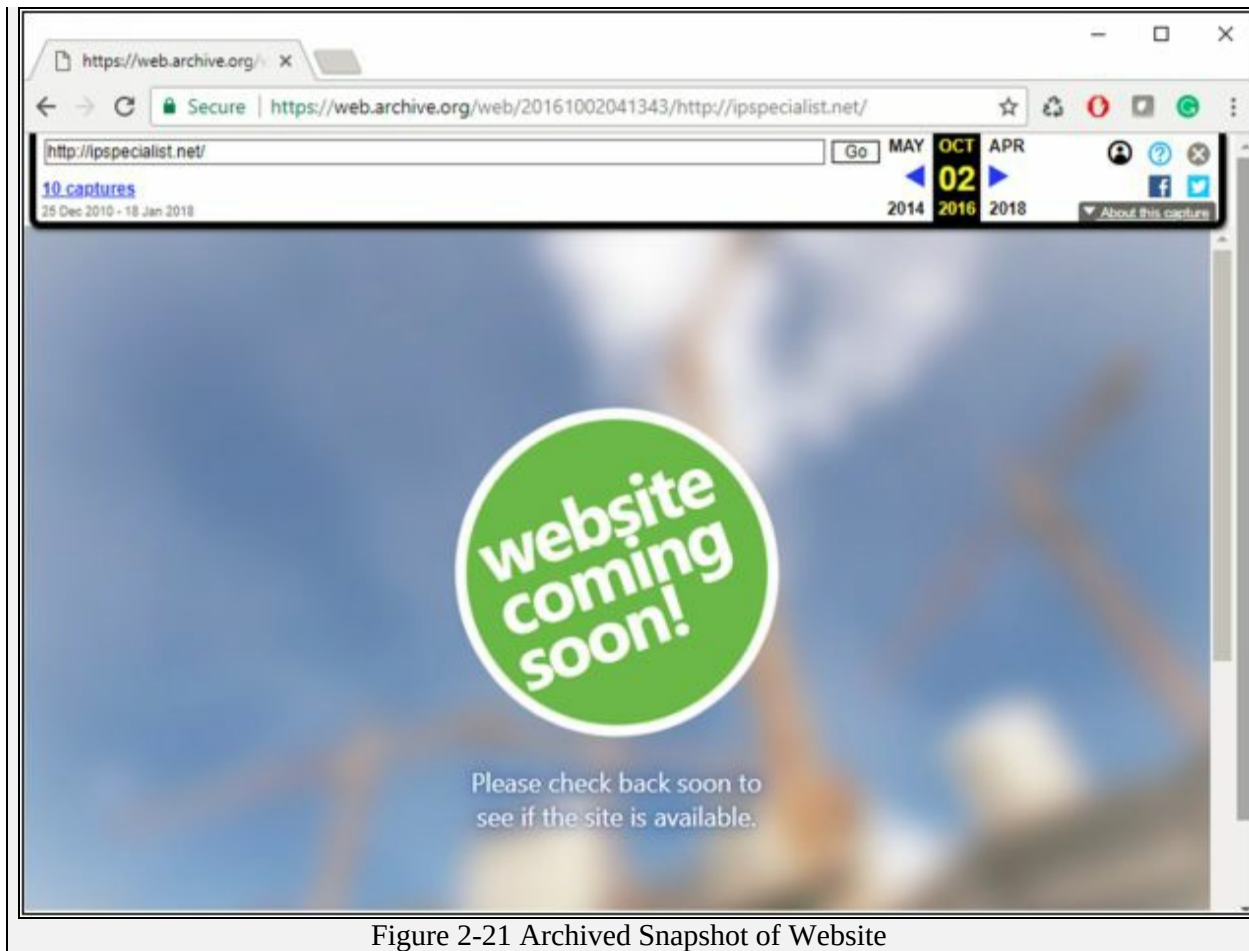 https://web.archive.org/
Secure | https://web.archive.org/web/20161002041343/http://ipspecialist.net/
http://ipspecialist.net/ Go MAY OCT APR
10 captures 02
25 Dec 2010 - 18 Jan 2018 2014 2016 2018 About this capture
website
coming
soon!
Please check back soon to
see if the site is available.
Figure 2-21 Archived Snapshot of Website